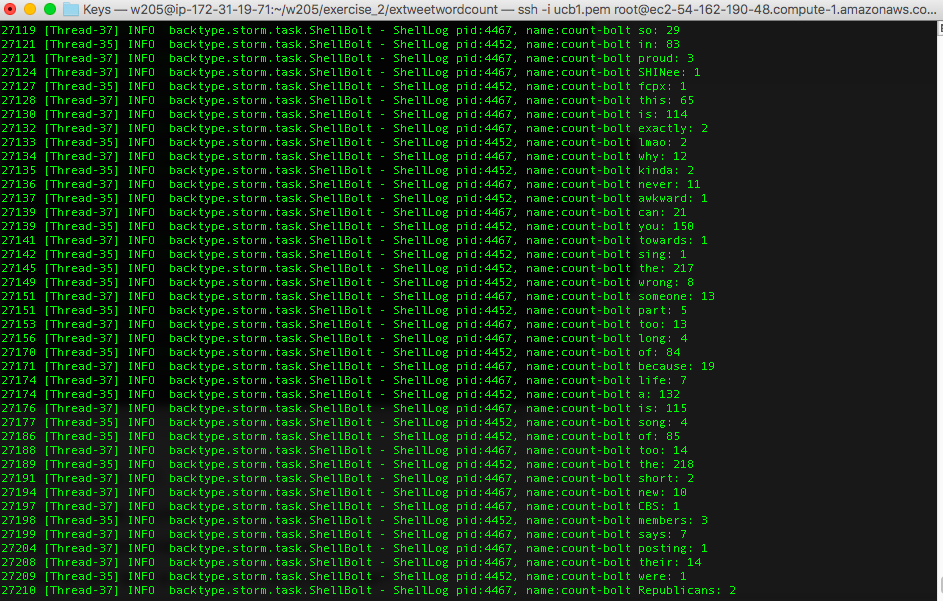 Keys — w205@ip-172-31-19-71:~/w205/exercise_2/extweetwordcount — ssh -i ucb1.pem root@ec2-54-162-190-48.compute-1.amazonaws.co...
27119 [Thread-37] INFO  backtype.storm.task.ShellBolt - ShellLog pid:4467, name:count-bolt so: 29
27121 [Thread-35] INFO  backtype.storm.task.ShellBolt - ShellLog pid:4452, name:count-bolt in: 83
27121 [Thread-37] INFO  backtype.storm.task.ShellBolt - ShellLog pid:4467, name:count-bolt proud: 3
27124 [Thread-37] INFO  backtype.storm.task.ShellBolt - ShellLog pid:4467, name:count-bolt SHINee: 1
27127 [Thread-35] INFO  backtype.storm.task.ShellBolt - ShellLog pid:4452, name:count-bolt fcpx: 1
27128 [Thread-37] INFO  backtype.storm.task.ShellBolt - ShellLog pid:4467, name:count-bolt this: 65
27130 [Thread-37] INFO  backtype.storm.task.ShellBolt - ShellLog pid:4467, name:count-bolt is: 114
27132 [Thread-37] INFO  backtype.storm.task.ShellBolt - ShellLog pid:4467, name:count-bolt exactly: 2
27133 [Thread-35] INFO  backtype.storm.task.ShellBolt - ShellLog pid:4452, name:count-bolt lmao: 2
27134 [Thread-37] INFO  backtype.storm.task.ShellBolt - ShellLog pid:4467, name:count-bolt why: 12
27135 [Thread-35] INFO  backtype.storm.task.ShellBolt - ShellLog pid:4452, name:count-bolt kinda: 2
27136 [Thread-37] INFO  backtype.storm.task.ShellBolt - ShellLog pid:4467, name:count-bolt never: 11
27137 [Thread-35] INFO  backtype.storm.task.ShellBolt - ShellLog pid:4452, name:count-bolt awkward: 1
27139 [Thread-37] INFO  backtype.storm.task.ShellBolt - ShellLog pid:4467, name:count-bolt can: 21
27139 [Thread-35] INFO  backtype.storm.task.ShellBolt - ShellLog pid:4452, name:count-bolt you: 150
27141 [Thread-37] INFO  backtype.storm.task.ShellBolt - ShellLog pid:4467, name:count-bolt towards: 1
27142 [Thread-35] INFO  backtype.storm.task.ShellBolt - ShellLog pid:4452, name:count-bolt sing: 1
27145 [Thread-35] INFO  backtype.storm.task.ShellBolt - ShellLog pid:4452, name:count-bolt the: 217
27149 [Thread-35] INFO  backtype.storm.task.ShellBolt - ShellLog pid:4452, name:count-bolt wrong: 8
27151 [Thread-37] INFO  backtype.storm.task.ShellBolt - ShellLog pid:4467, name:count-bolt someone: 13
27151 [Thread-35] INFO  backtype.storm.task.ShellBolt - ShellLog pid:4452, name:count-bolt part: 5
27153 [Thread-37] INFO  backtype.storm.task.ShellBolt - ShellLog pid:4467, name:count-bolt too: 13
27156 [Thread-37] INFO  backtype.storm.task.ShellBolt - ShellLog pid:4467, name:count-bolt long: 4
27170 [Thread-35] INFO  backtype.storm.task.ShellBolt - ShellLog pid:4452, name:count-bolt of: 84
27171 [Thread-37] INFO  backtype.storm.task.ShellBolt - ShellLog pid:4467, name:count-bolt because: 19
27174 [Thread-37] INFO  backtype.storm.task.ShellBolt - ShellLog pid:4467, name:count-bolt life: 7
27174 [Thread-35] INFO  backtype.storm.task.ShellBolt - ShellLog pid:4452, name:count-bolt a: 132
27176 [Thread-37] INFO  backtype.storm.task.ShellBolt - ShellLog pid:4467, name:count-bolt is: 115
27177 [Thread-35] INFO  backtype.storm.task.ShellBolt - ShellLog pid:4452, name:count-bolt song: 4
27186 [Thread-35] INFO  backtype.storm.task.ShellBolt - ShellLog pid:4452, name:count-bolt of: 85
27188 [Thread-37] INFO  backtype.storm.task.ShellBolt - ShellLog pid:4467, name:count-bolt too: 14
27189 [Thread-35] INFO  backtype.storm.task.ShellBolt - ShellLog pid:4452, name:count-bolt the: 218
27191 [Thread-37] INFO  backtype.storm.task.ShellBolt - ShellLog pid:4467, name:count-bolt short: 2
27194 [Thread-37] INFO  backtype.storm.task.ShellBolt - ShellLog pid:4467, name:count-bolt new: 10
27197 [Thread-37] INFO  backtype.storm.task.ShellBolt - ShellLog pid:4467, name:count-bolt CBS: 1
27198 [Thread-35] INFO  backtype.storm.task.ShellBolt - ShellLog pid:4452, name:count-bolt members: 3
27199 [Thread-37] INFO  backtype.storm.task.ShellBolt - ShellLog pid:4467, name:count-bolt says: 7
27204 [Thread-37] INFO  backtype.storm.task.ShellBolt - ShellLog pid:4467, name:count-bolt posting: 1
27208 [Thread-37] INFO  backtype.storm.task.ShellBolt - ShellLog pid:4467, name:count-bolt their: 14
27209 [Thread-35] INFO  backtype.storm.task.ShellBolt - ShellLog pid:4452, name:count-bolt were: 1
27210 [Thread-37] INFO  backtype.storm.task.ShellBolt - ShellLog pid:4467, name:count-bolt Republicans: 2